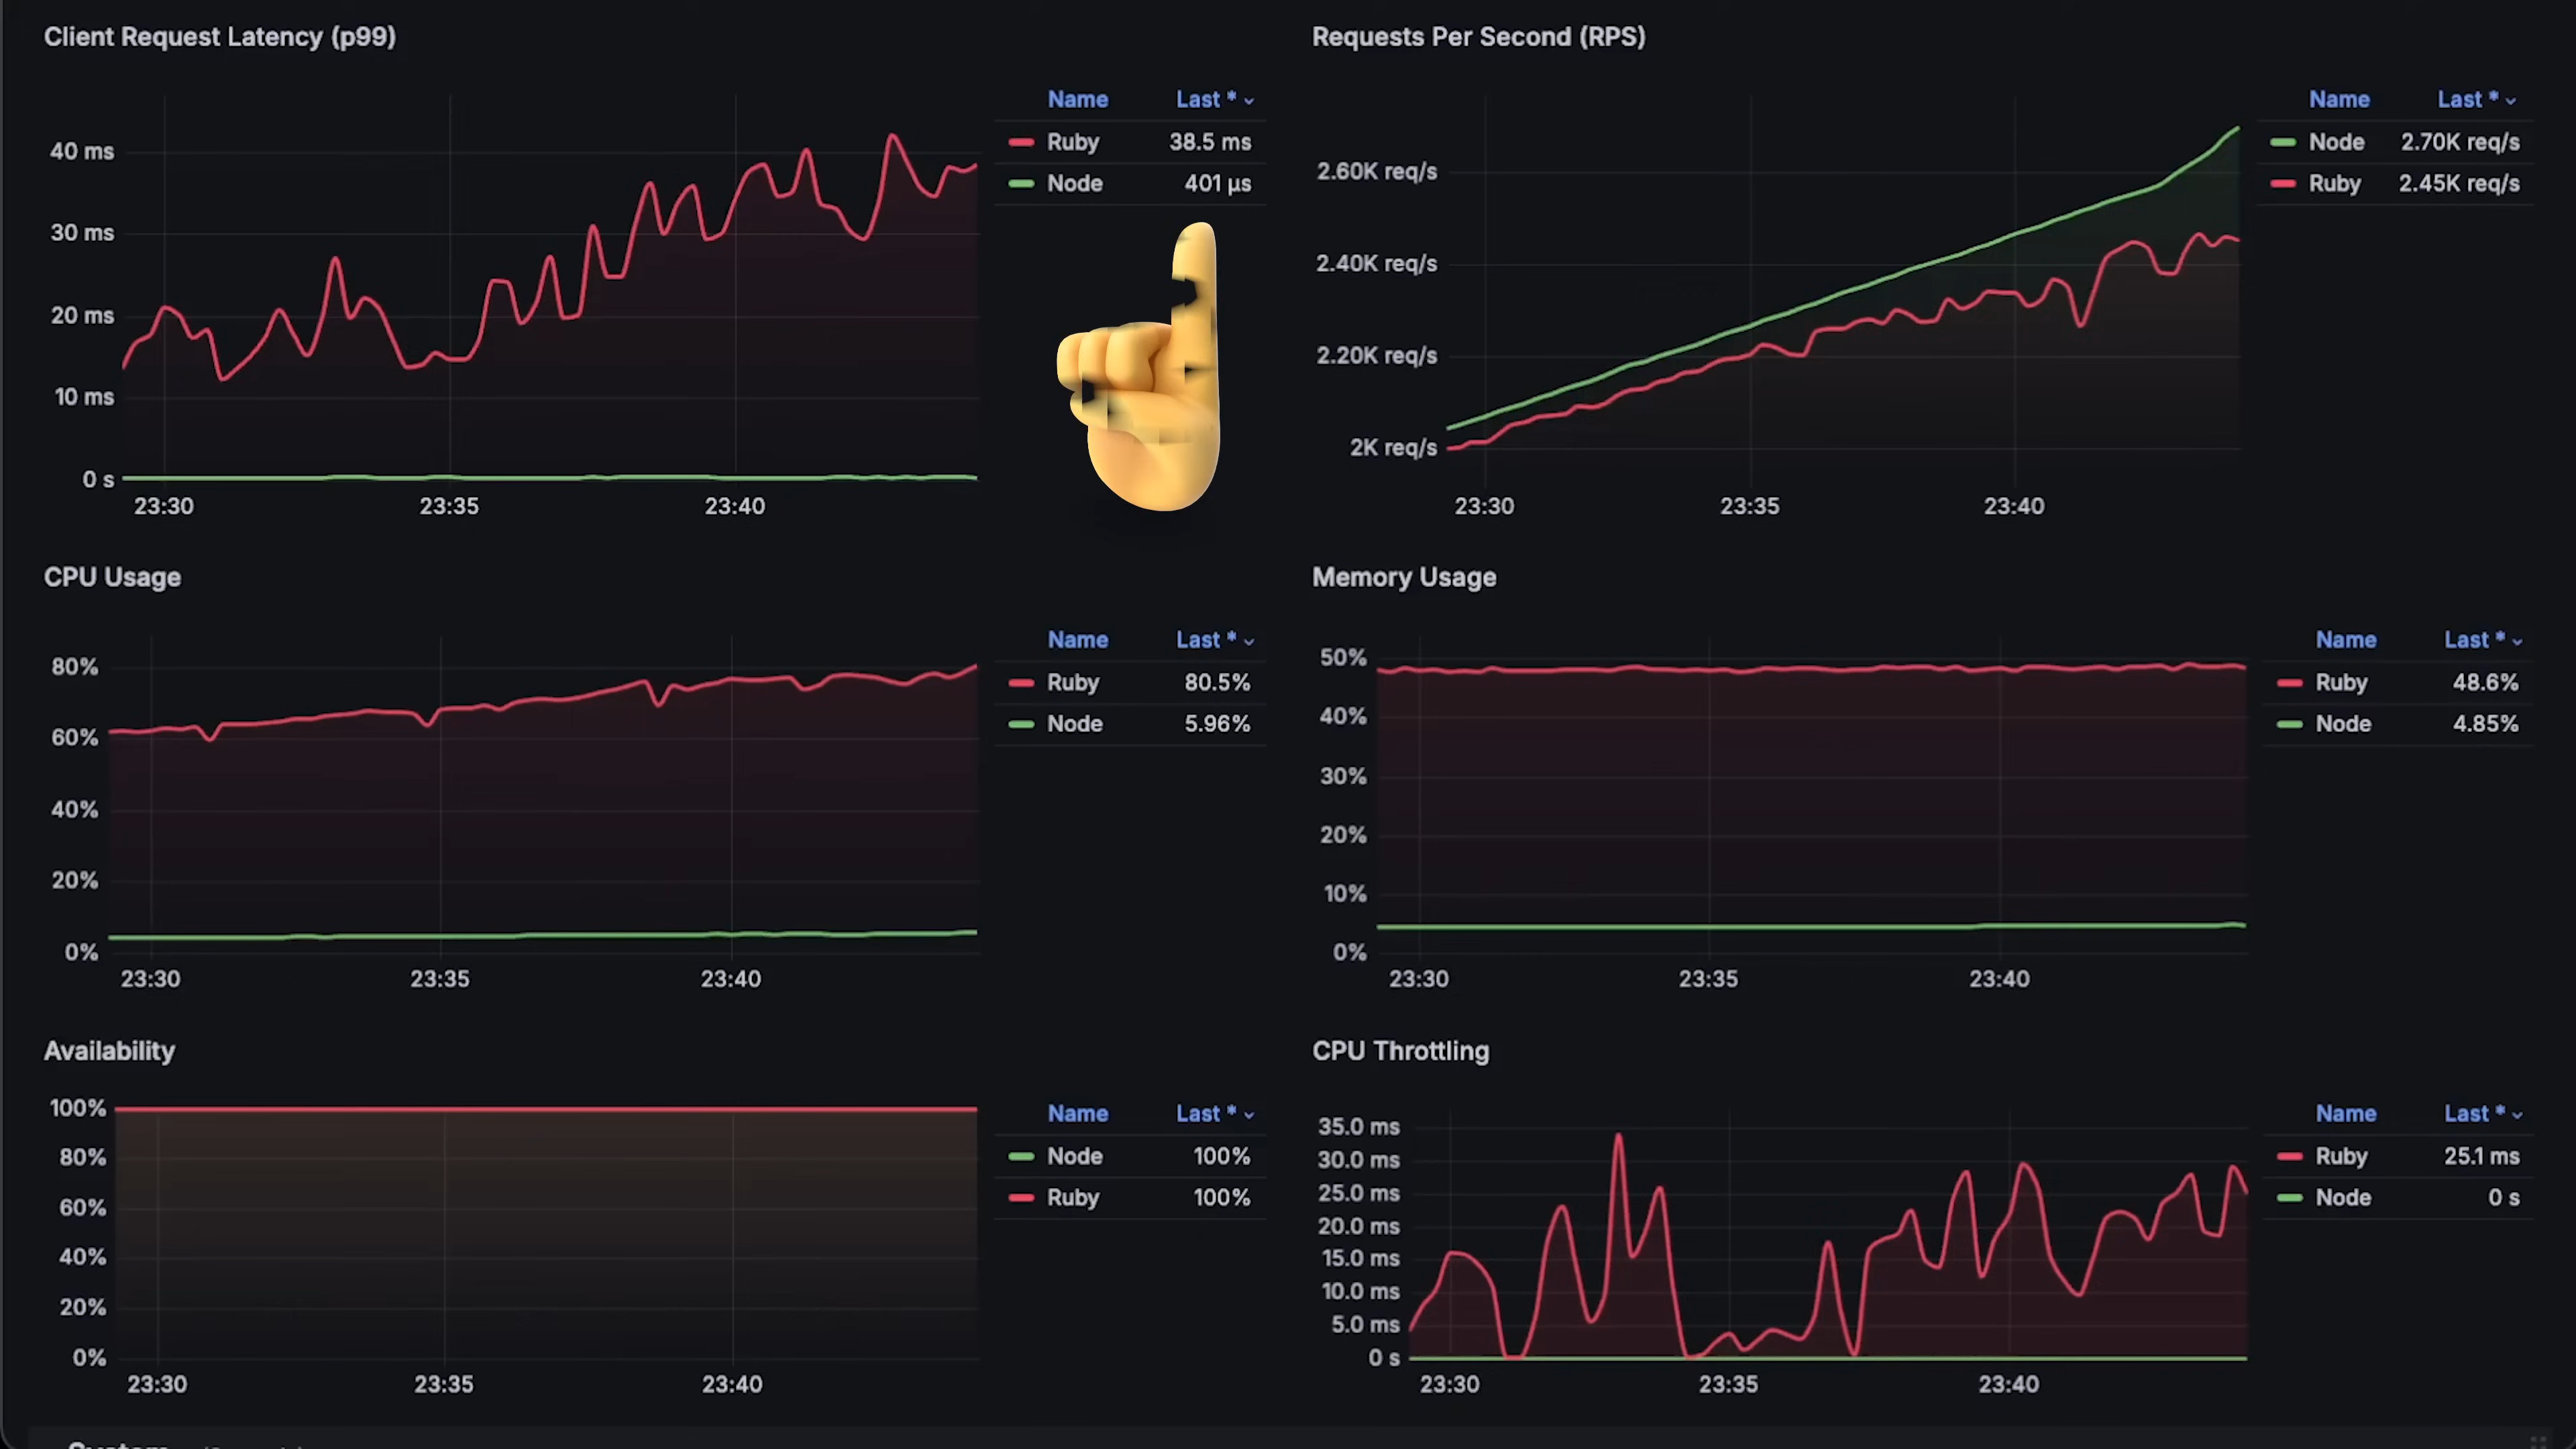 Client Request Latency (p99)
Name Last *
Ruby 38.5 ms
Node 401 µs
40 ms
30 ms
20 ms
10 ms
0 s
23:30 23:35 23:40
Requests Per Second (RPS)
Name Last *
Node 2.70K req/s
Ruby 2.45K req/s
2.60K req/s
2.40K req/s
2.20K req/s
2K req/s
23:30 23:35 23:40
CPU Usage
Name Last *
Ruby 80.5%
Node 5.96%
80%
60%
40%
20%
0%
23:30 23:35 23:40
Memory Usage
Name Last *
Ruby 48.6%
Node 4.85%
50%
40%
30%
20%
10%
0%
23:30 23:35 23:40
Availability
Name Last *
Node 100%
Ruby 100%
100%
80%
60%
40%
20%
0%
23:30 23:35 23:40
CPU Throttling
Name Last *
Ruby 25.1 ms
Node 0 s
35.0 ms
30.0 ms
25.0 ms
20.0 ms
15.0 ms
10.0 ms
5.0 ms
0 s
23:30 23:35 23:40